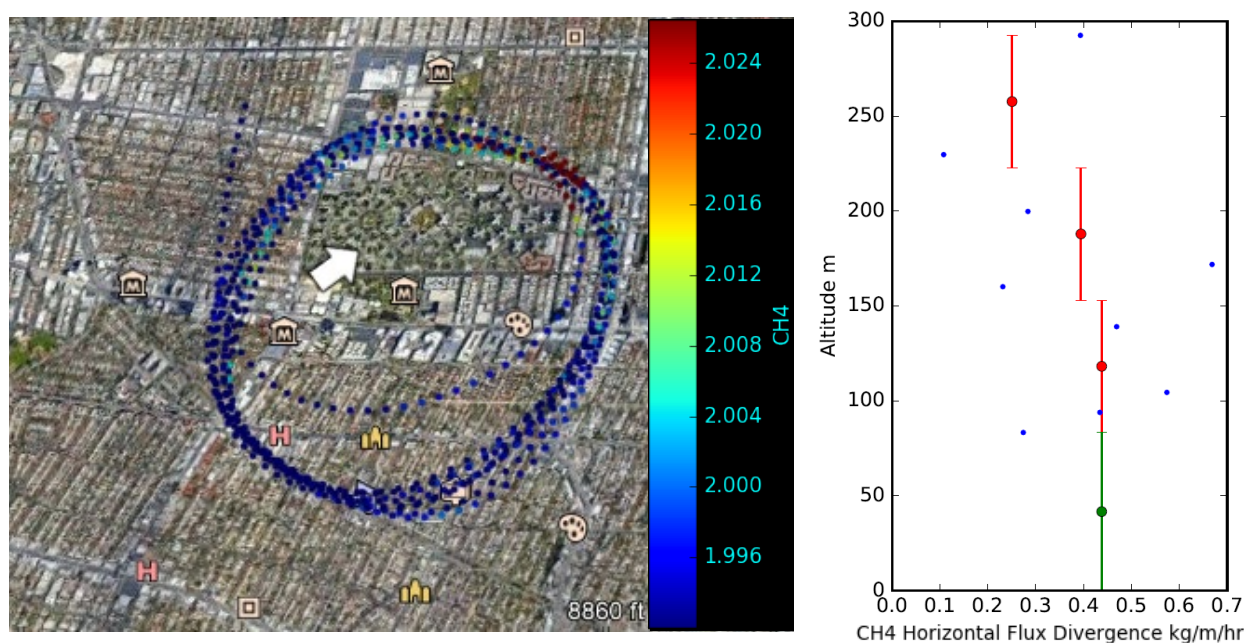 M
M
M
M
H
H
8860 ft
2.024
2.020
2.016
2.012
2.008
2.004
2.000
1.996
CH4
300
250
200
150
100
50
0
Altitude m
0.0 0.1 0.2 0.3 0.4 0.5 0.6 0.7
CH4 Horizontal Flux Divergence kg/m/hr